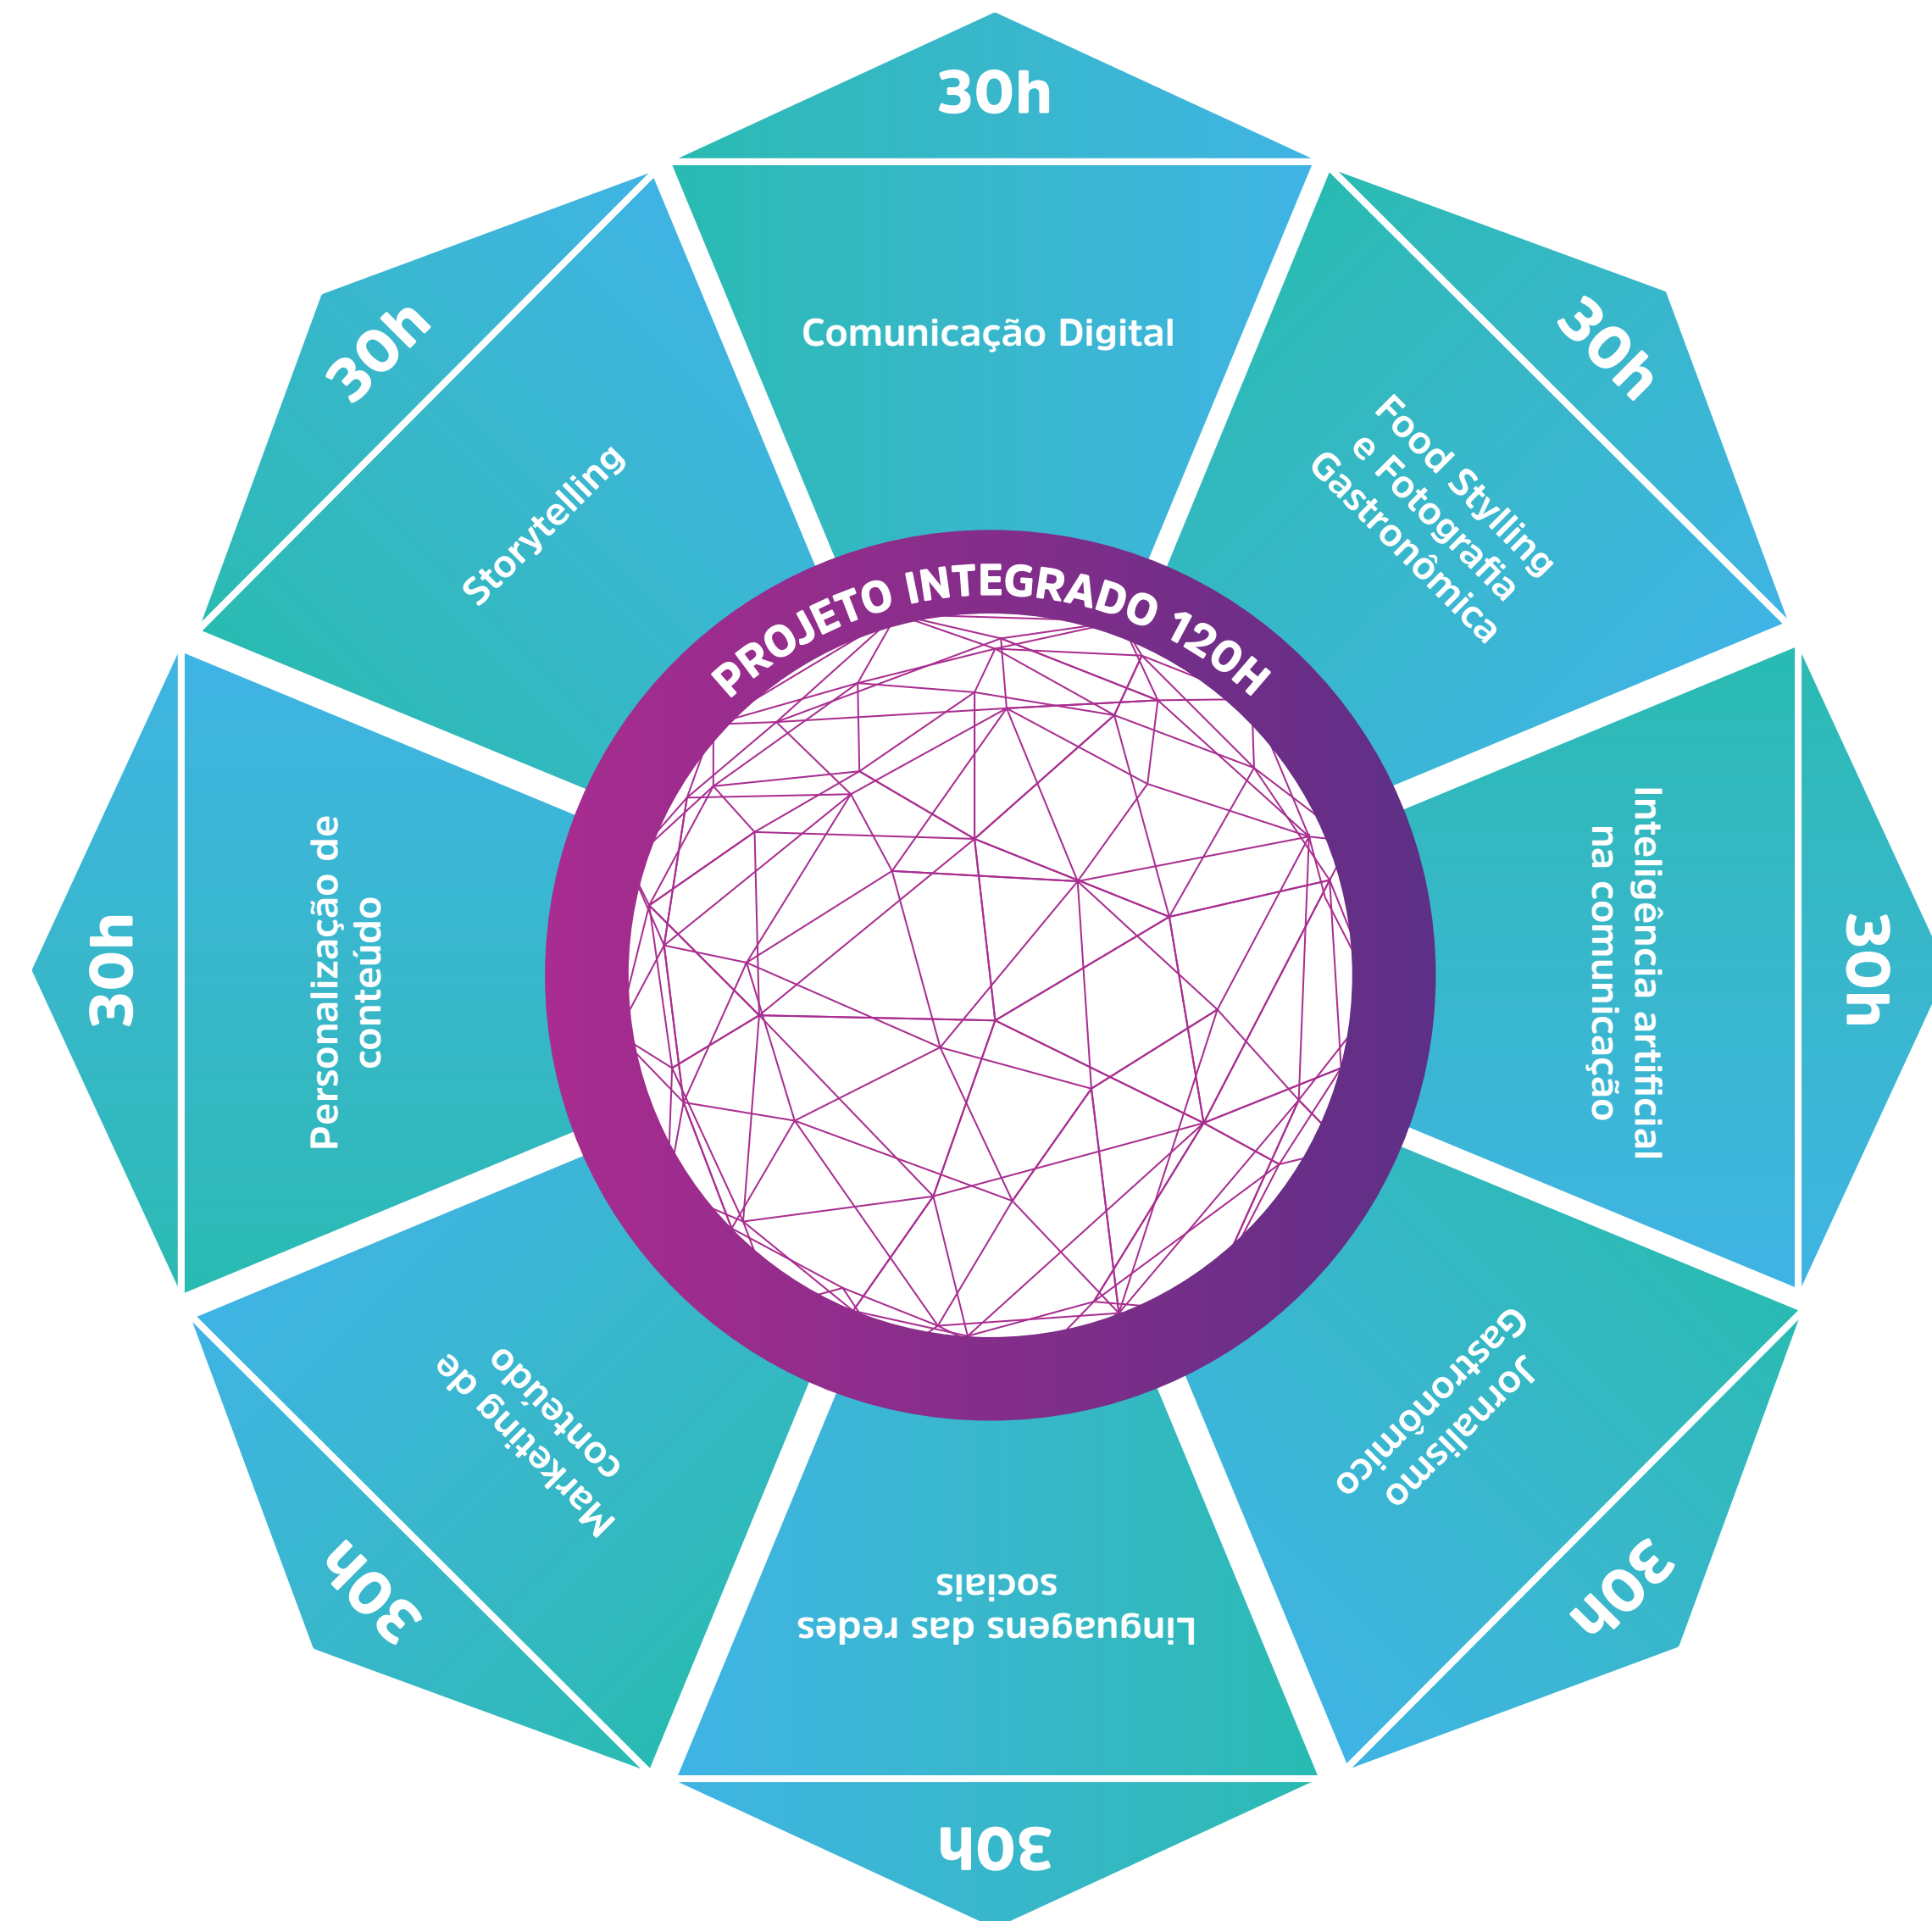 30h
Comunicação Digital
30h
Food Stylling
e Fotografia
Gastronômica
30h
Inteligência artificial
na comunicação
30h
Jornalismo
Gastronômico
30h
Linguagens das redes
sociais
30h
Marketing de
conteúdo
30h
Personalização de
conteúdo
30h
Storytelling
PROJETO INTEGRADO 120H